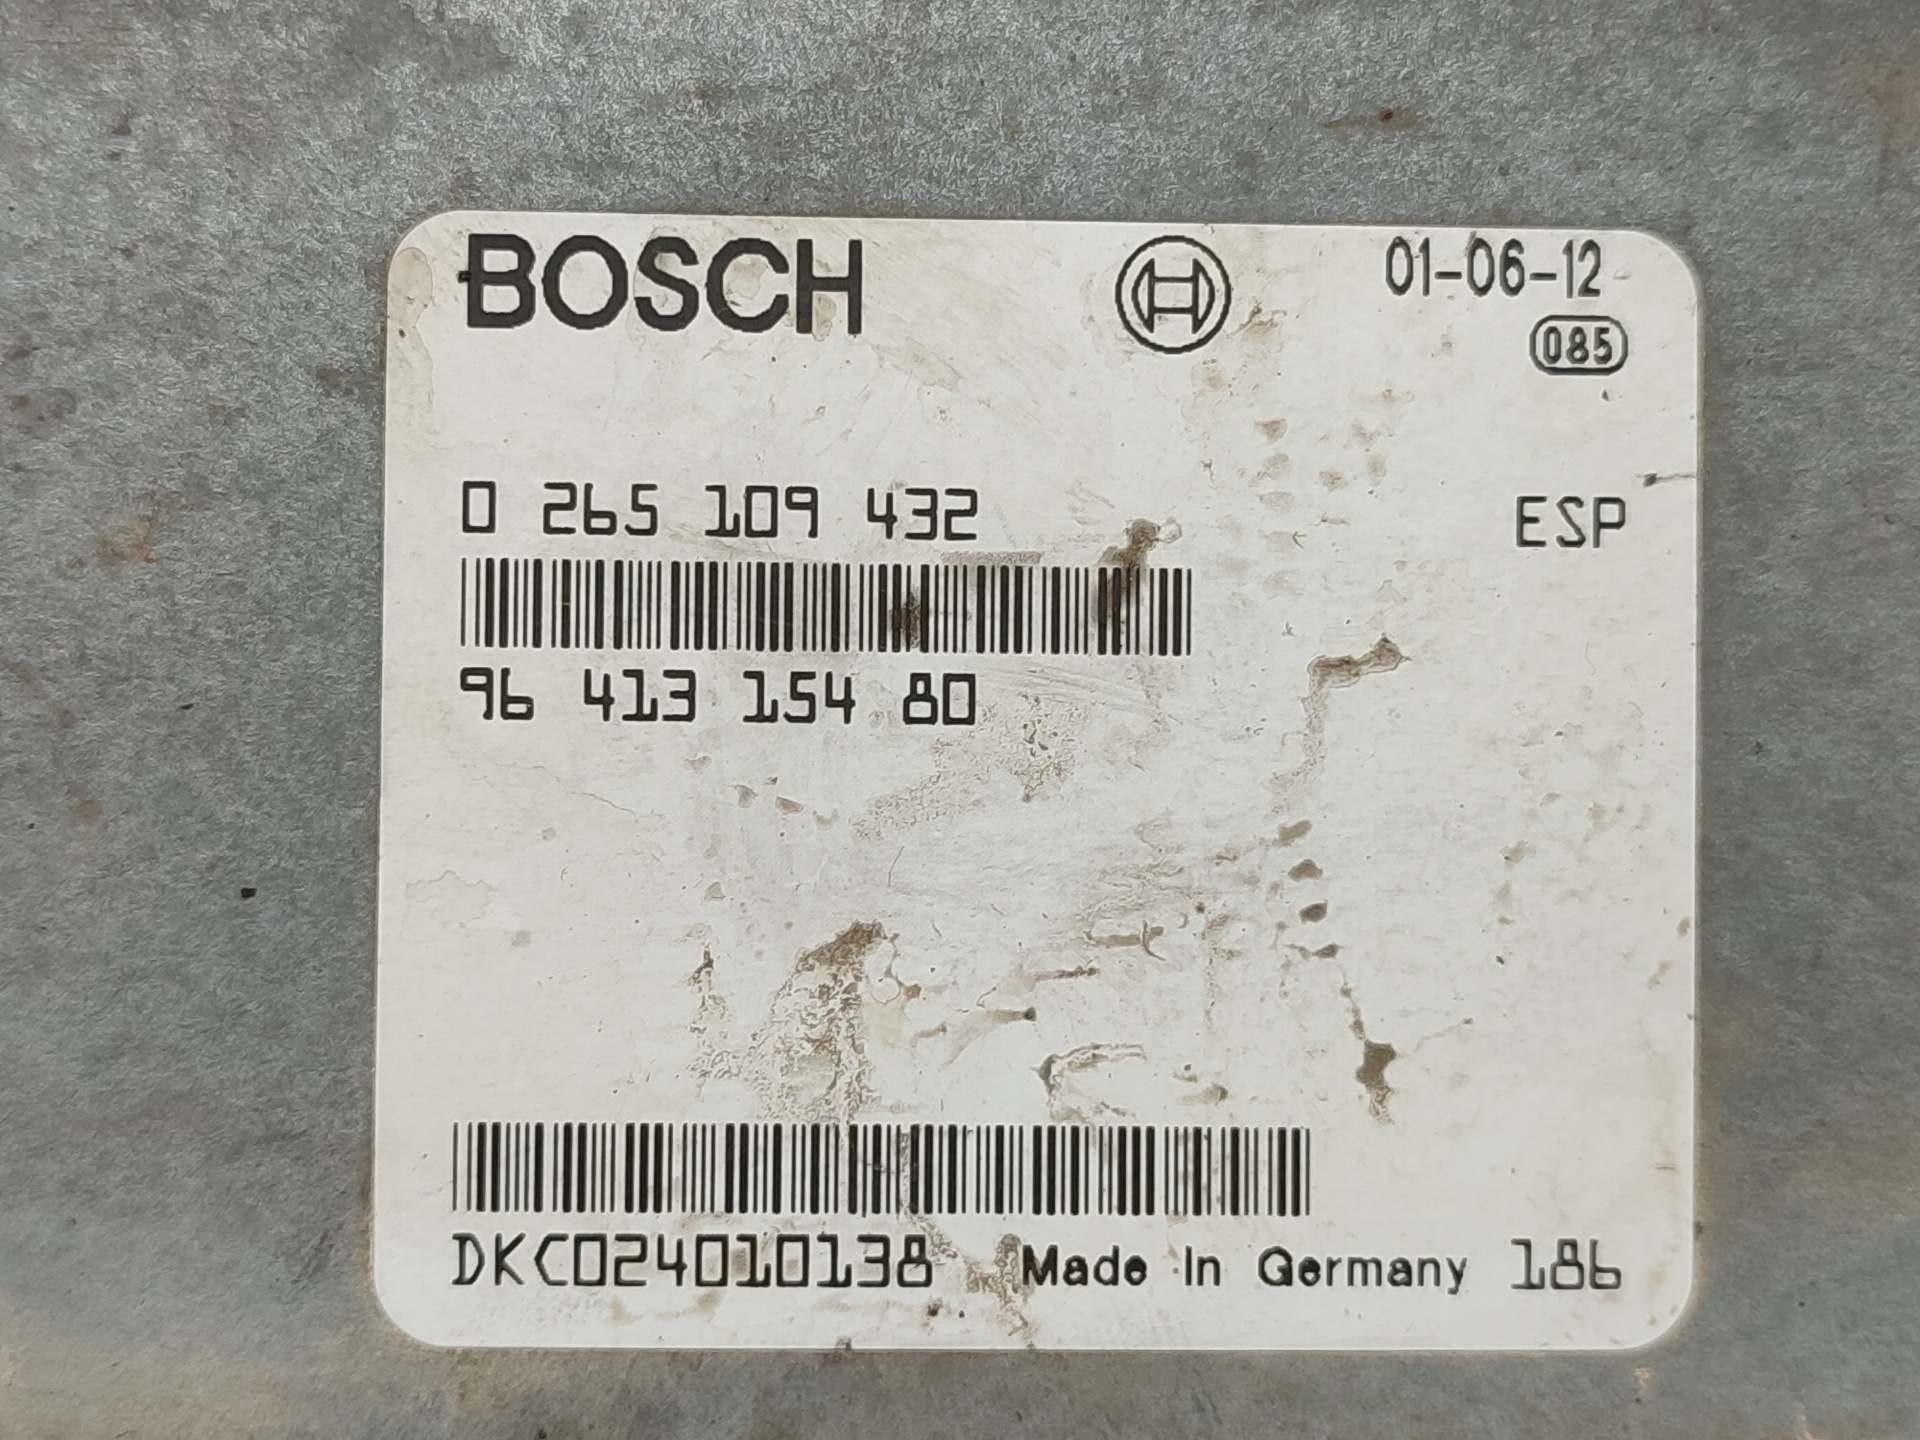 BOSCH 01-06-12
085
0 265 109 432 ESP
96 413 154 80
DKC024010138 Made In Germany 186